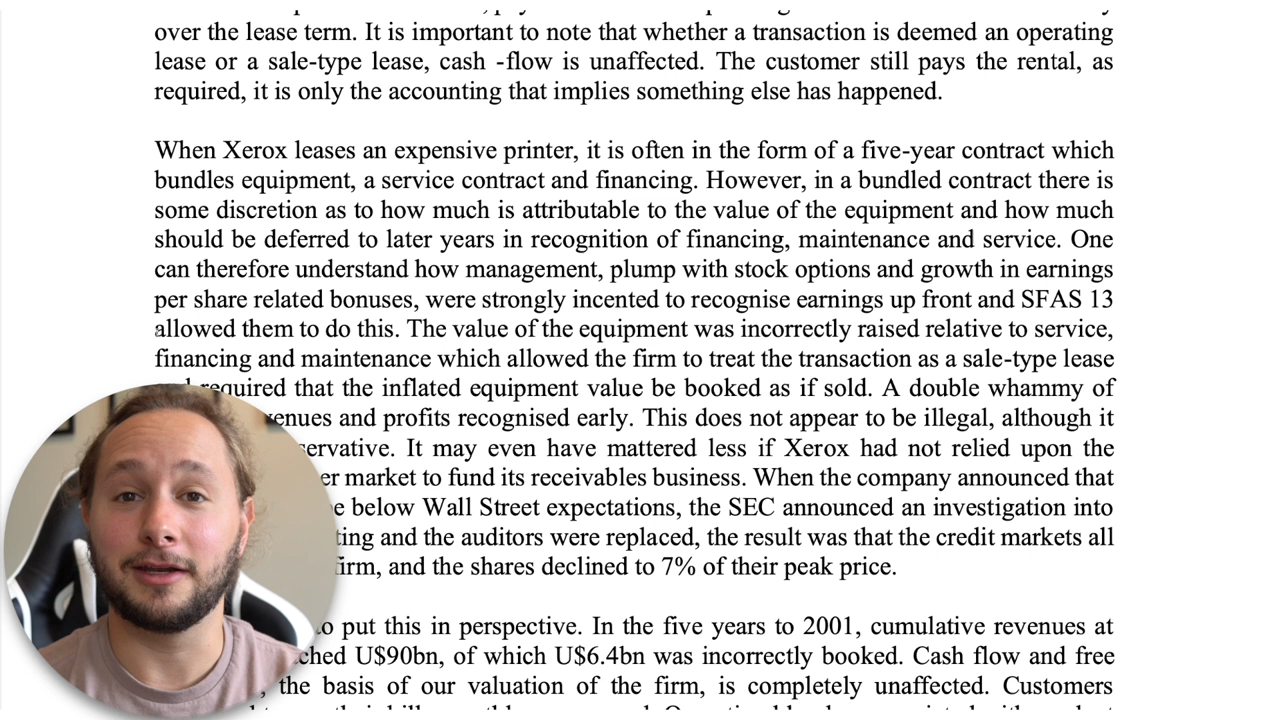 over the lease term. It is important to note that whether a transaction is deemed an operating
lease or a sale-type lease, cash -flow is unaffected. The customer still pays the rental, as
required, it is only the accounting that implies something else has happened.
When Xerox leases an expensive printer, it is often in the form of a five-year contract which
bundles equipment, a service contract and financing. However, in a bundled contract there is
some discretion as to how much is attributable to the value of the equipment and how much
should be deferred to later years in recognition of financing, maintenance and service. One
can therefore understand how management, plump with stock options and growth in earnings
per share related bonuses, were strongly incented to recognise earnings up front and SFAS 13
allowed them to do this. The value of the equipment was incorrectly raised relative to service,
financing and maintenance which allowed the firm to treat the transaction as a sale-type lease
required that the inflated equipment value be booked as if sold. A double whammy of
and profits recognised early. This does not appear to be illegal, although it
It may even have mattered less if Xerox had not relied upon the
market to fund its receivables business. When the company announced that
below Wall Street expectations, the SEC announced an investigation into
and the auditors were replaced, the result was that the credit markets all
firm, and the shares declined to 7% of their peak price.
to put this in perspective. In the five years to 2001, cumulative revenues at
U$90bn, of which U$6.4bn was incorrectly booked. Cash flow and free
the basis of our valuation of the firm, is completely unaffected. Customers